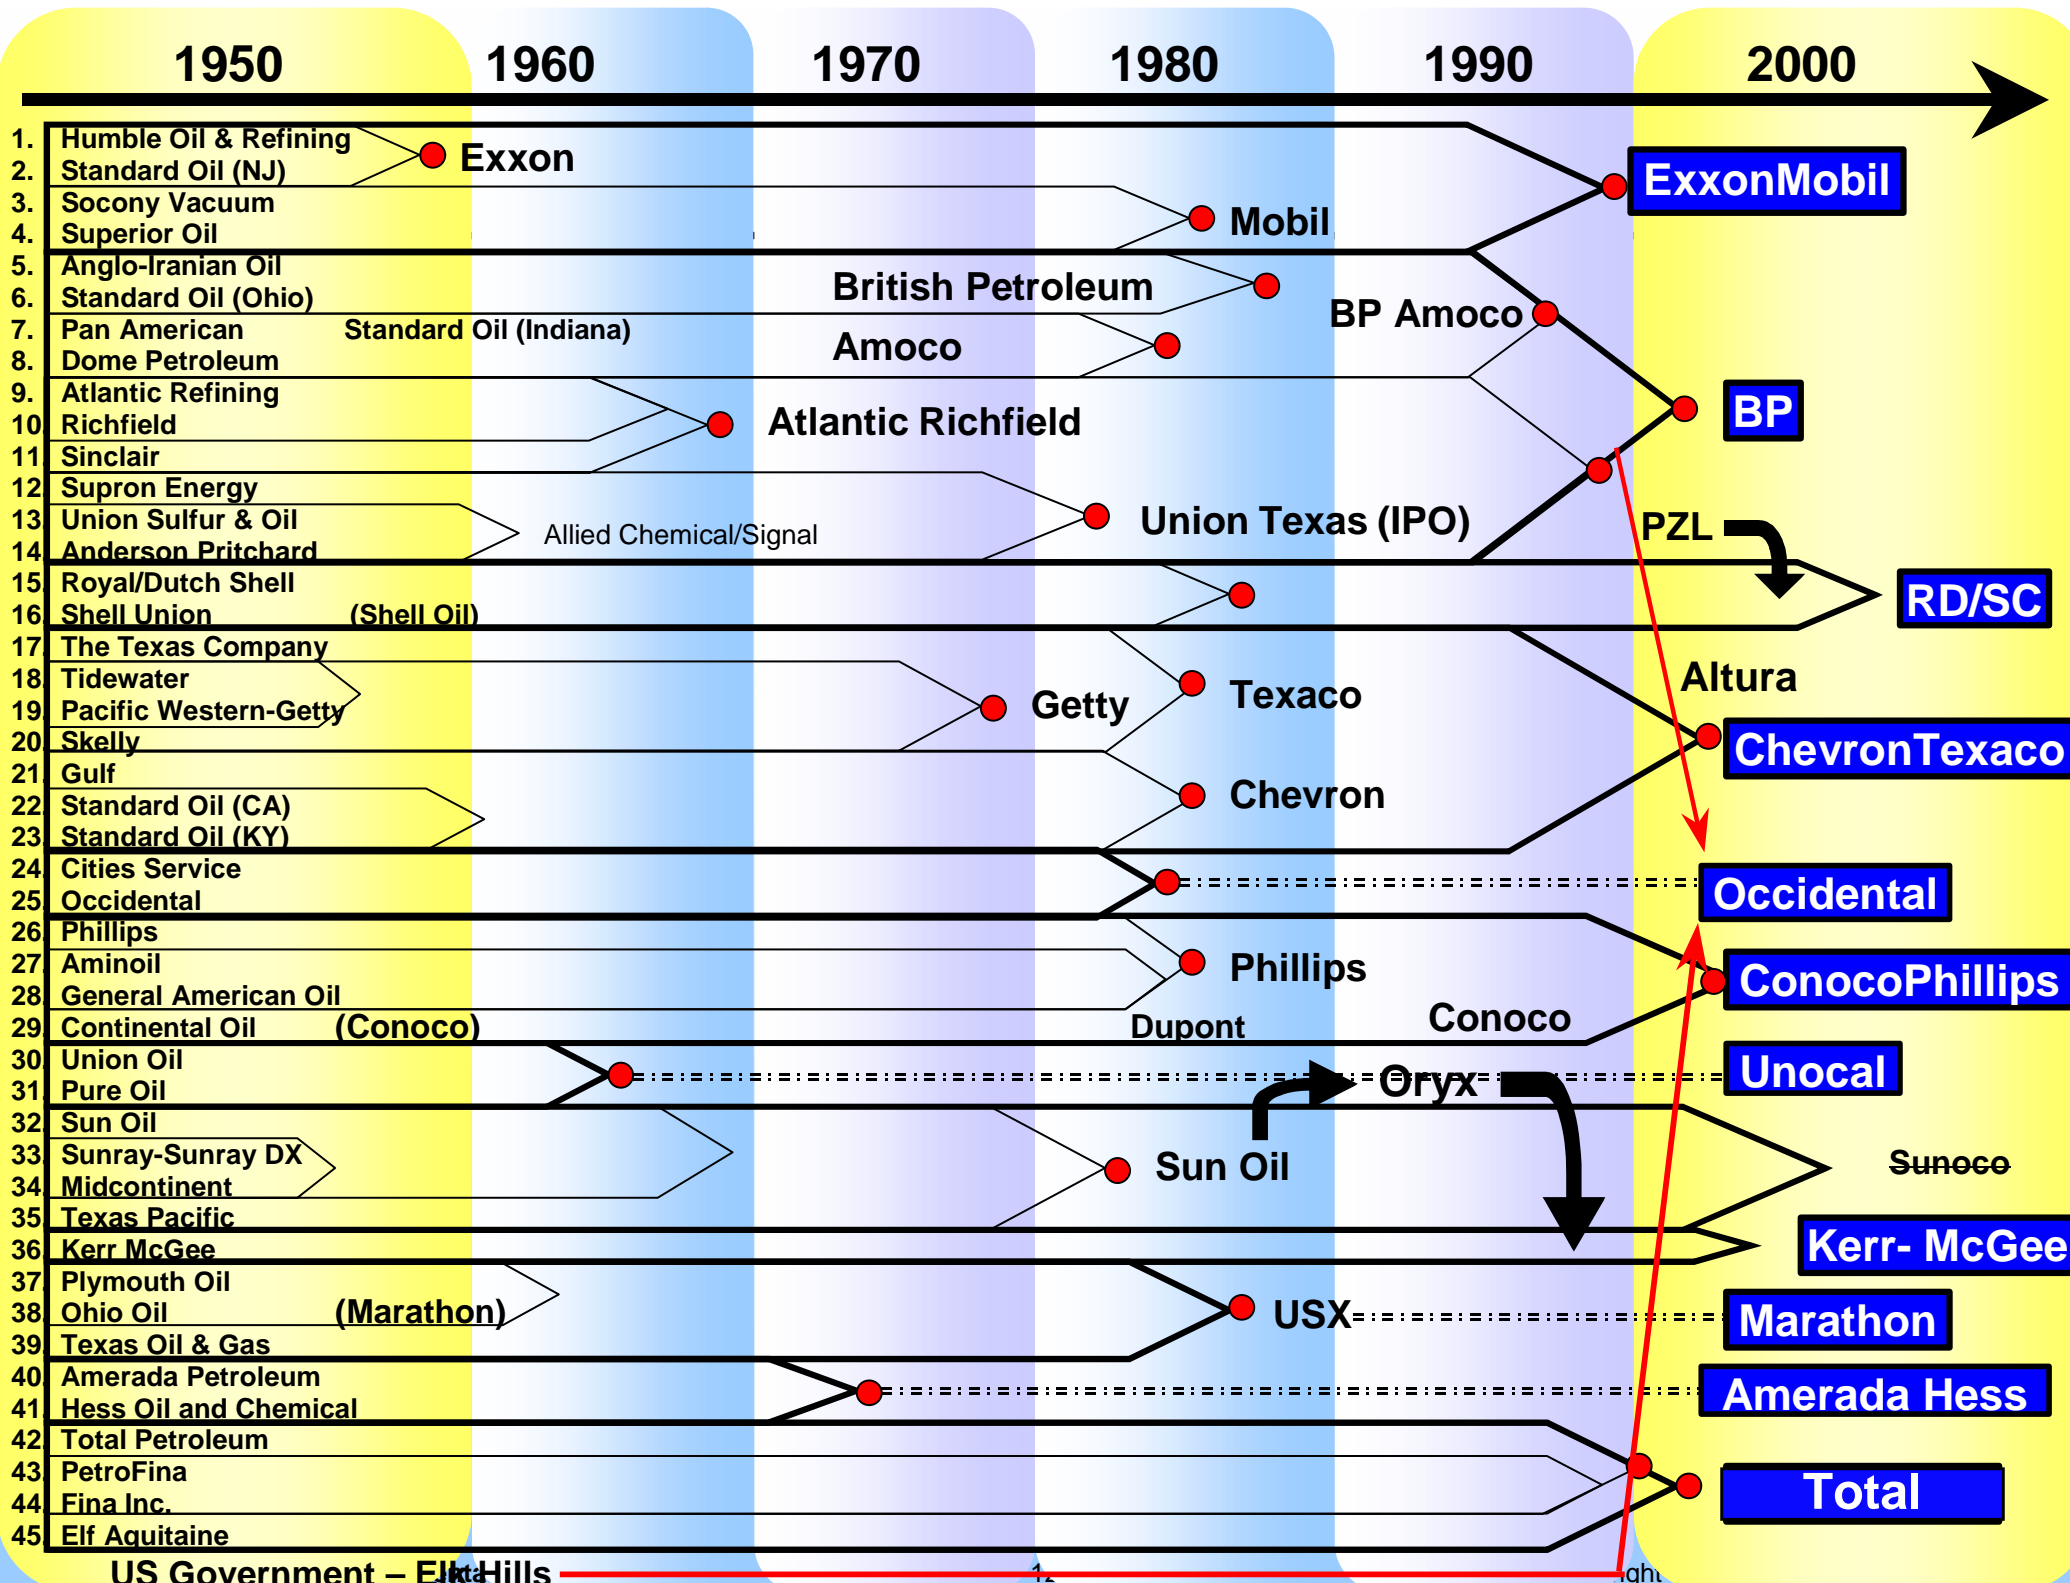 1950 1960 1970 1980 1990 2000
1. Humble Oil & Refining
Exxon
2. Standard Oil (NJ)
ExxonMobil
3. Socony Vacuum
Mobil
4. Superior Oil
5. Anglo-Iranian Oil
British Petroleum
6. Standard Oil (Ohio)
BP Amoco
7. Pan American Standard Oil (Indiana)
Amoco
8. Dome Petroleum
9. Atlantic Refining
BP
10. Richfield
Atlantic Richfield
11. Sinclair
12. Supron Energy
13. Union Sulfur & Oil
Allied Chemical/Signal
Union Texas (IPO)
PZL
14. Anderson Pritchard
15. Royal/Dutch Shell
RD/SC
16. Shell Union (Shell Oil)
17. The Texas Company
18. Tidewater
Texaco
Altura
19. Pacific Western-Getty
Getty
20. Skelly
ChevronTexaco
21. Gulf
22. Standard Oil (CA)
Chevron
23. Standard Oil (KY)
24. Cities Service
25. Occidental
Occidental
26. Phillips
27. Aminoil
Phillips
28. General American Oil
ConocoPhillips
29. Continental Oil (Conoco) Dupont Conoco
30. Union Oil
Oryx
Unocal
31. Pure Oil
32. Sun Oil
33. Sunray-Sunray DX
Sun Oil
Sunoco
34. Midcontinent
35. Texas Pacific
36. Kerr McGee
Kerr- McGee
37. Plymouth Oil
38. Ohio Oil (Marathon)
USX
Marathon
39. Texas Oil & Gas
40. Amerada Petroleum
Amerada Hess
41. Hess Oil and Chemical
42. Total Petroleum
43. PetroFina
Total
44. Fina Inc.
45. Elf Aquitaine
US Government – Elk Hills